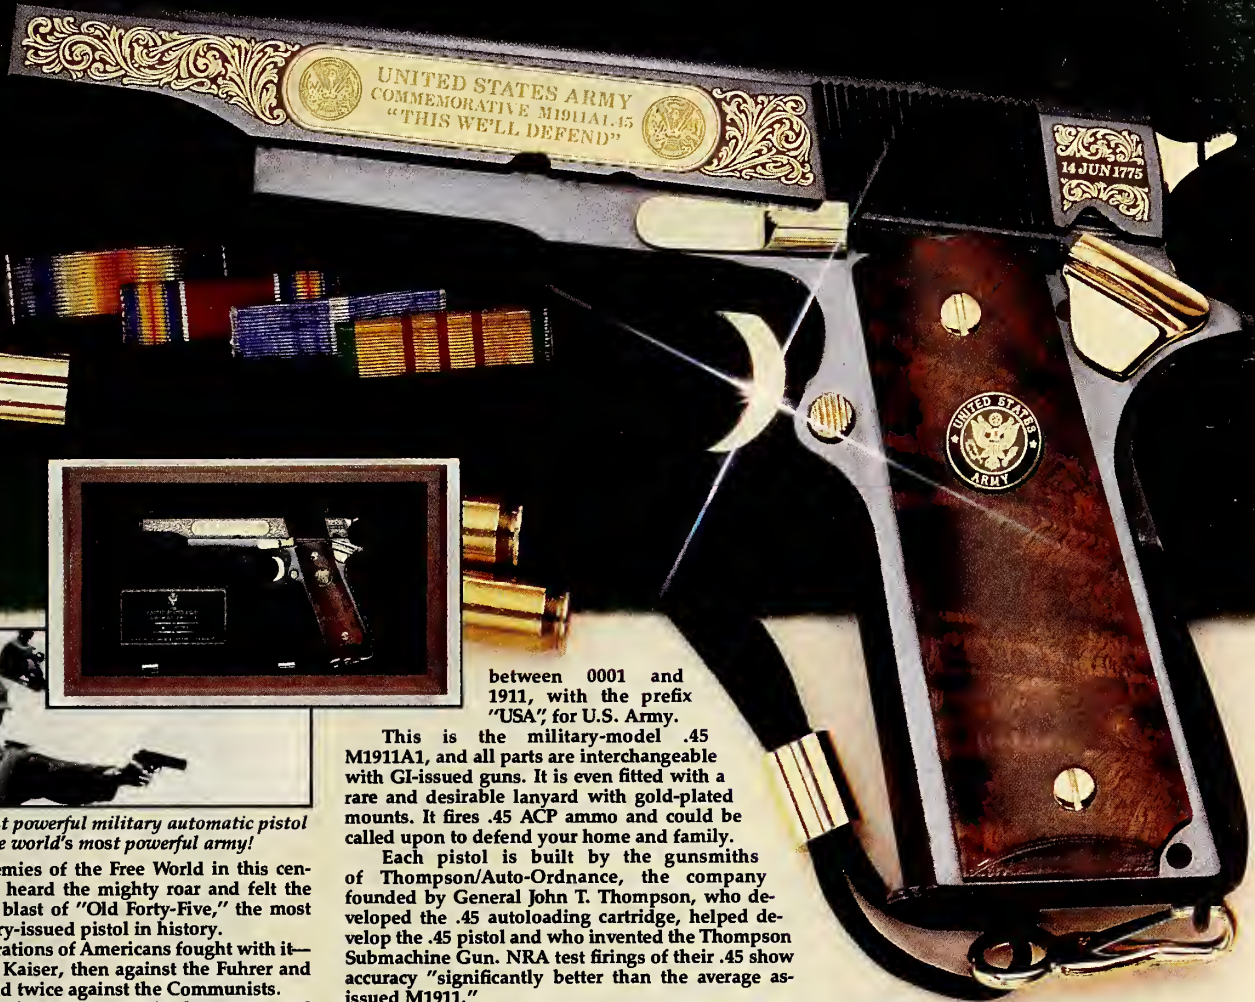 UNITED STATES ARMY
COMMEMORATIVE M1911A1.45
"THIS WE'LL DEFEND"
14 JUN 1775
UNITED STATES
ARMY
t powerful military automatic pistol
e world's most powerful army!
emies of the Free World in this cen-
heard the mighty roar and felt the
blast of "Old Forty-Five," the most
ry-issued pistol in history.
rations of Americans fought with it—
Kaiser, then against the Fuhrer and
d twice against the Communists.
between 0001 and
1911, with the prefix
"USA", for U.S. Army.
This is the military-model .45
M1911A1, and all parts are interchangeable
with GI-issued guns. It is even fitted with a
rare and desirable lanyard with gold-plated
mounts. It fires .45 ACP ammo and could be
called upon to defend your home and family.
Each pistol is built by the gunsmiths
of Thompson/Auto-Ordnance, the company
founded by General John T. Thompson, who de-
veloped the .45 autoloading cartridge, helped de-
velop the .45 pistol and who invented the Thompson
Submachine Gun. NRA test firings of their .45 show
accuracy "significantly better than the average as-
issued M1911."